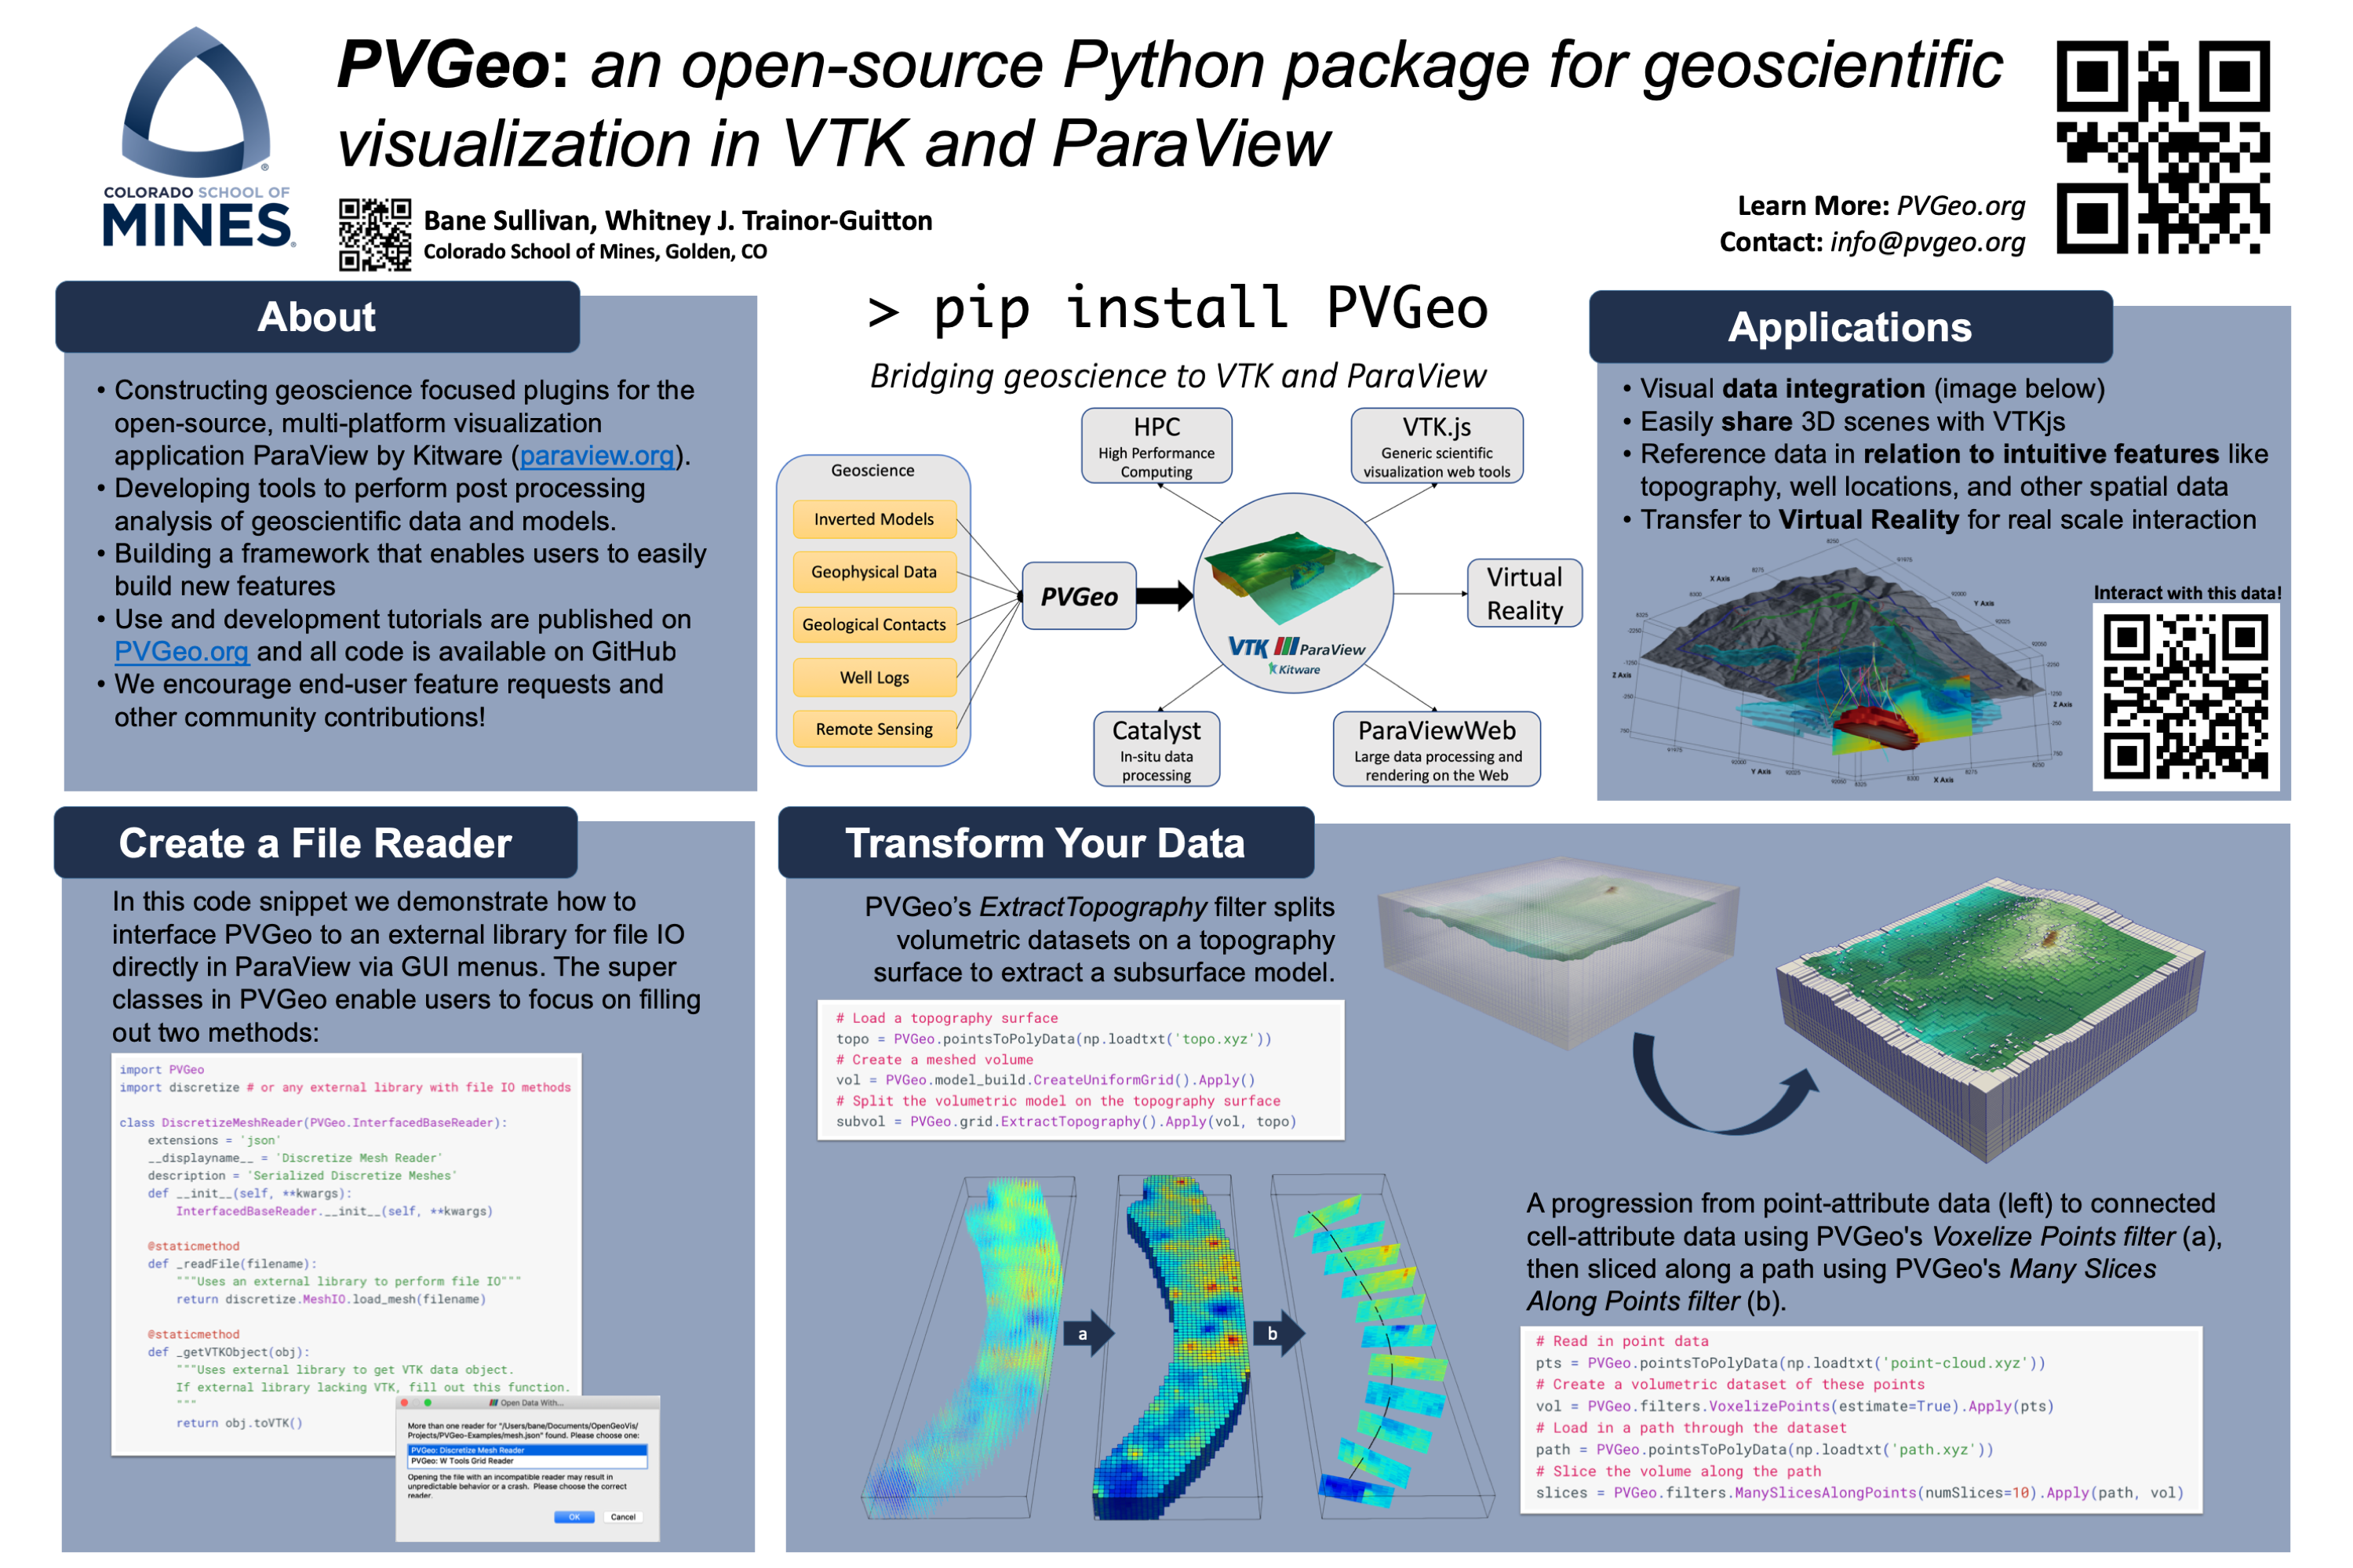 PVGeo: an open-source Python package for geoscientific
visualization in VTK and ParaView
COLORADO SCHOOL OF
MINES
Bane Sullivan, Whitney J. Trainor-Guitton
Colorado School of Mines, Golden, CO
Learn More: PVGeo.org
Contact: info@pvgeo.org
About
• Constructing geoscience focused plugins for the
open-source, multi-platform visualization
application ParaView by Kitware (paraview.org).
• Developing tools to perform post processing
analysis of geoscientific data and models.
• Building a framework that enables users to easily
build new features
• Use and development tutorials are published on
PVGeo.org and all code is available on GitHub
• We encourage end-user feature requests and
other community contributions!
> pip install PVGeo
Bridging geoscience to VTK and ParaView
Geoscience
Inverted Models
Geophysical Data
Geological Contacts
Well Logs
Remote Sensing
PVGeo
HPC
High Performance
Computing
VTK.js
Generic scientific
visualization web tools
VTK ParaView
Kitware
Virtual
Reality
Catalyst
In-situ data
processing
ParaViewWeb
Large data processing and
rendering on the Web
Applications
• Visual data integration (image below)
• Easily share 3D scenes with VTKjs
• Reference data in relation to intuitive features like
topography, well locations, and other spatial data
• Transfer to Virtual Reality for real scale interaction
Interact with this data!
X Axis
Y Axis
Z Axis
Z Axis
Y Axis
X Axis
Create a File Reader
In this code snippet we demonstrate how to
interface PVGeo to an external library for file IO
directly in ParaView via GUI menus. The super
classes in PVGeo enable users to focus on filling
out two methods:
import PVGeo
import discretize # or any external library with file IO methods
class DiscretizeMeshReader(PVGeo.InterfacedBaseReader):
extensions = 'json'
__displayname__ = 'Discretize Mesh Reader'
description = 'Serialized Discretize Meshes'
def __init__(self, **kwargs):
InterfacedBaseReader.__init__(self, **kwargs)
@staticmethod
def _readFile(filename):
"""Uses an external library to perform file IO"""
return discretize.MeshIO.load_mesh(filename)
@staticmethod
def _getVTKObject(obj):
"""Uses external library to get VTK data object.
If external library lacking VTK, fill out this function.
"""
return obj.toVTK()
Open Data With...
More than one reader for "/Users/bane/Documents/OpenGeoVis/
Projects/PVGeo-Examples/mesh.json" found. Please choose one:
PVGeo: Discretize Mesh Reader
PVGeo: W Tools Grid Reader
Opening the file with an incompatible reader may result in
unpredictable behavior or a crash. Please choose the correct
reader.
OK
Cancel
Transform Your Data
PVGeo's ExtractTopography filter splits
volumetric datasets on a topography
surface to extract a subsurface model.
# Load a topography surface
topo = PVGeo.pointsToPolyData(np.loadtxt('topo.xyz'))
# Create a meshed volume
vol = PVGeo.model_build.CreateUniformGrid().Apply()
# Split the volumetric model on the topography surface
subvol = PVGeo.grid.ExtractTopography().Apply(vol, topo)
a
b
A progression from point-attribute data (left) to connected
cell-attribute data using PVGeo's Voxelize Points filter (a),
then sliced along a path using PVGeo's Many Slices
Along Points filter (b).
# Read in point data
pts = PVGeo.pointsToPolyData(np.loadtxt('point-cloud.xyz'))
# Create a volumetric dataset of these points
vol = PVGeo.filters.VoxelizePoints(estimate=True).Apply(pts)
# Load in a path through the dataset
path = PVGeo.pointsToPolyData(np.loadtxt('path.xyz'))
# Slice the volume along the path
slices = PVGeo.filters.ManySlicesAlongPoints(numSlices=10).Apply(path, vol)